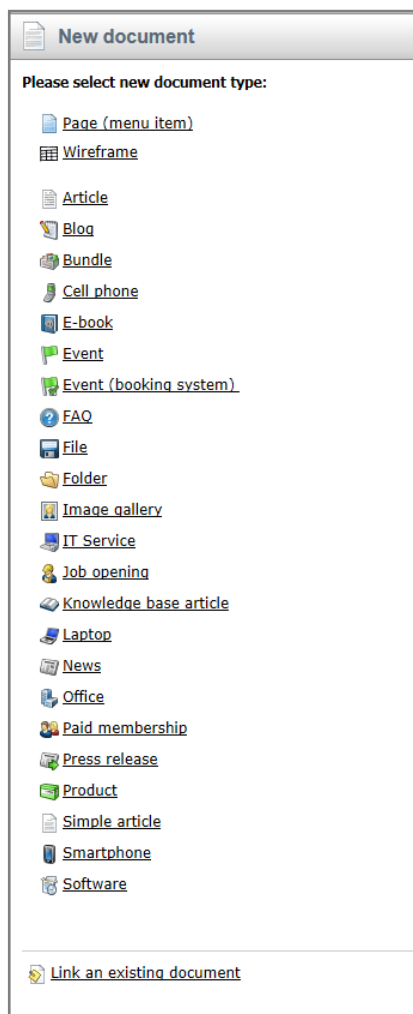 New document
Please select new document type:
Page (menu item)
Wireframe
Article
Blog
Bundle
Cell phone
E-book
Event
Event (booking system)
FAQ
File
Folder
Image gallery
IT Service
Job opening
Knowledge base article
Laptop
News
Office
Paid membership
Press release
Product
Simple article
Smartphone
Software
Link an existing document